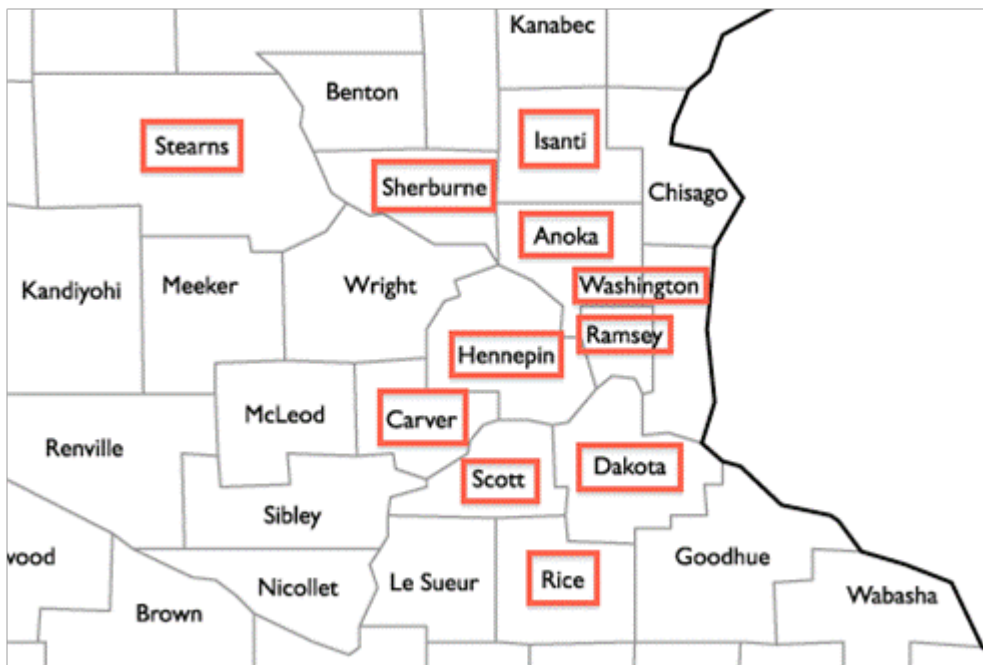 Kanabec
Benton
Stearns
Isanti
Sherburne
Chisago
Anoka
Kandiyohi
Meeker
Wright
Washington
Ramsey
Hennepin
McLeod
Carver
Renville
Scott
Dakota
Sibley
wood
Nicollet
Le Sueur
Rice
Goodhue
Brown
Wabasha